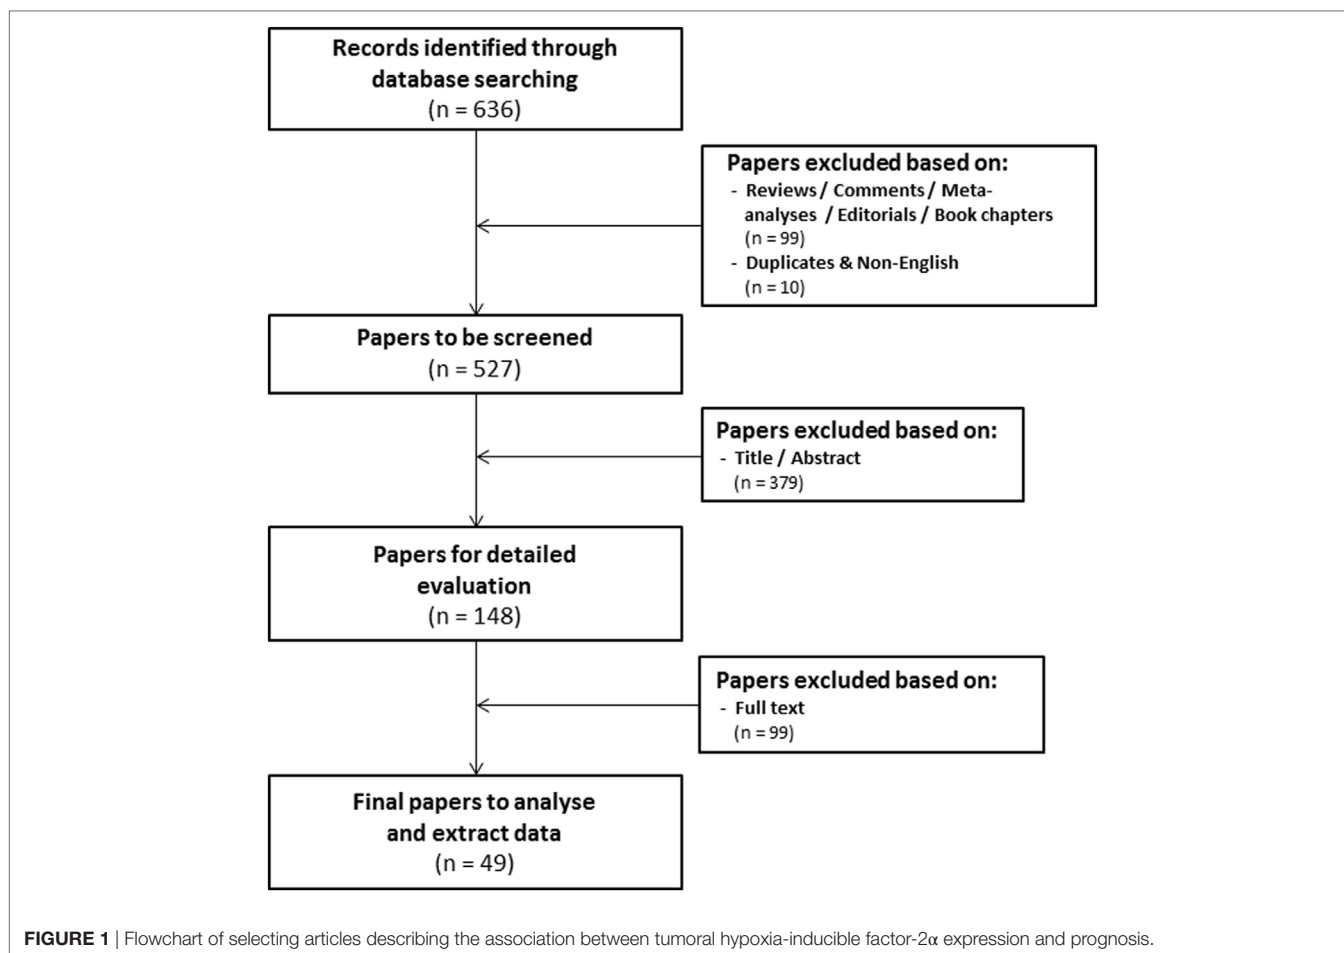 Records identified through
database searching
(n = 636)
Papers excluded based on:
- Reviews / Comments / Meta-
analyses / Editorials / Book chapters
(n = 99)
- Duplicates & Non-English
(n = 10)
Papers to be screened
(n = 527)
Papers excluded based on:
- Title / Abstract
(n = 379)
Papers for detailed
evaluation
(n = 148)
Papers excluded based on:
- Full text
(n = 99)
Final papers to analyse
and extract data
(n = 49)
FIGURE 1 | Flowchart of selecting articles describing the association between tumoral hypoxia-inducible factor-2α expression and prognosis.